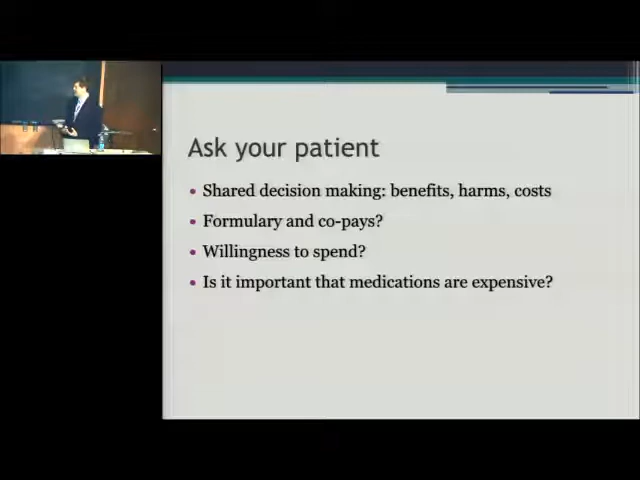 Ask your patient
Shared decision making: benefits, harms, costs
Formulary and co-pays?
Willingness to spend?
Is it important that medications are expensive?